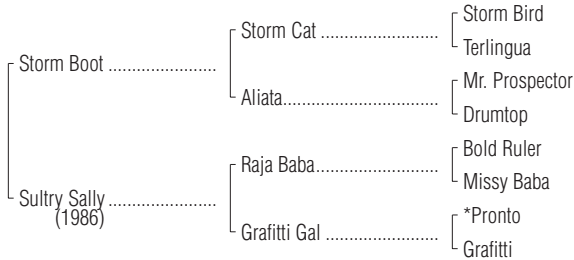 Storm Bird
Storm Cat ........................
Storm Boot ......................
Terlingua
Mr. Prospector
Aliata................................
Drumtop
Bold Ruler
Raja Baba.........................
Sultry Sally ......................
(1986)
Missy Baba
*Pronto
Grafitti Gal .......................
Grafitti